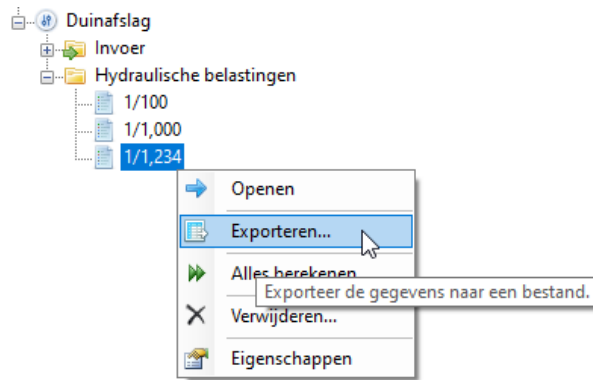 Duinafslag
Invoer
Hydraulische belastingen
1/100
1/1,000
1/1,234
Openen
Exporteren...
Alles berekenen
Exporteer de gegevens naar een bestand.
Verwijderen...
Eigenschappen